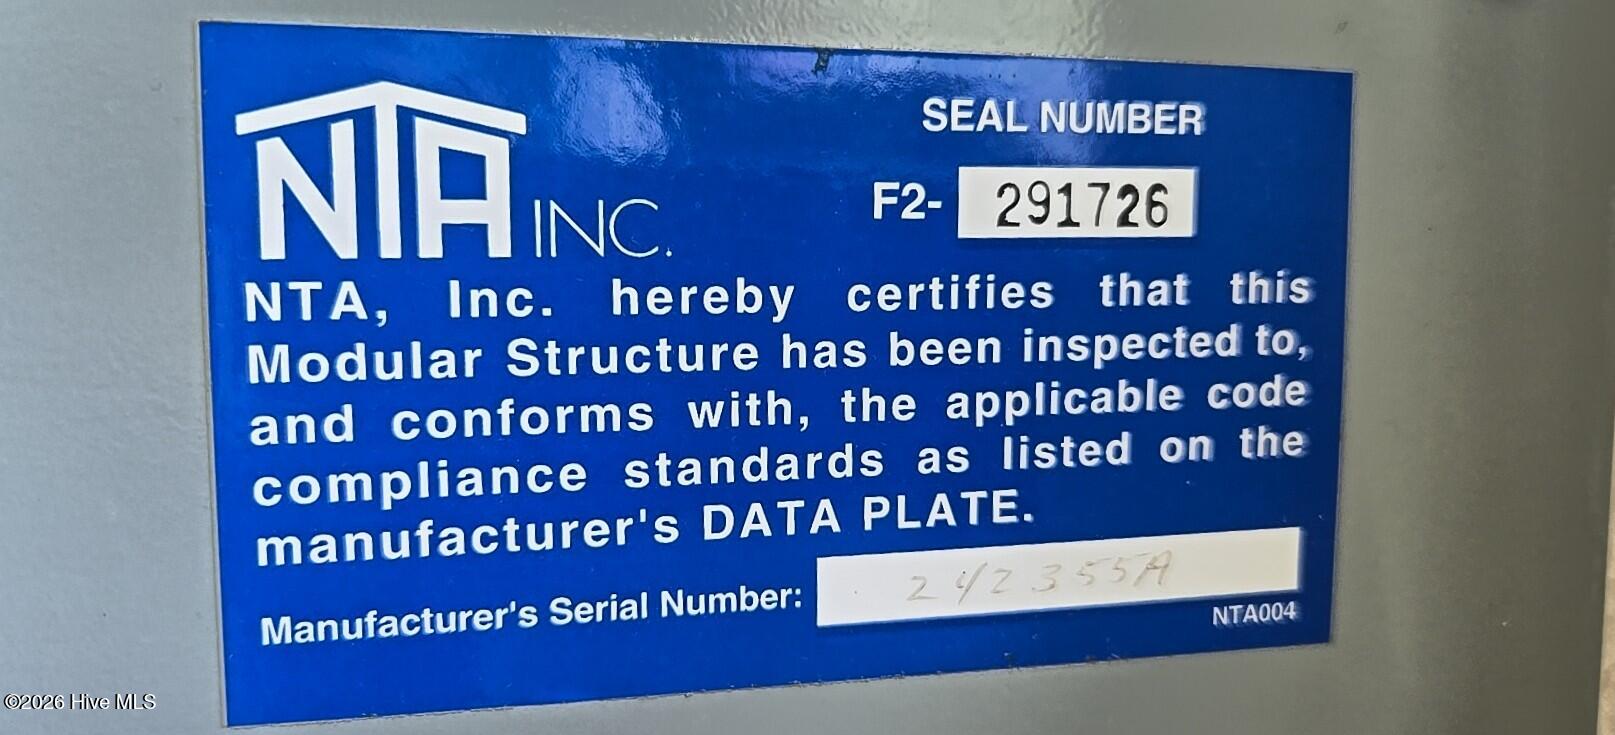 NTA INC.
SEAL NUMBER
F2- 291726
NTA, Inc. hereby certifies that this
Modular Structure has been inspected to,
and conforms with, the applicable code
compliance standards as listed on the
manufacturer's DATA PLATE.
Manufacturer's Serial Number: 242355A
NTA004
©2026 Hive MLS